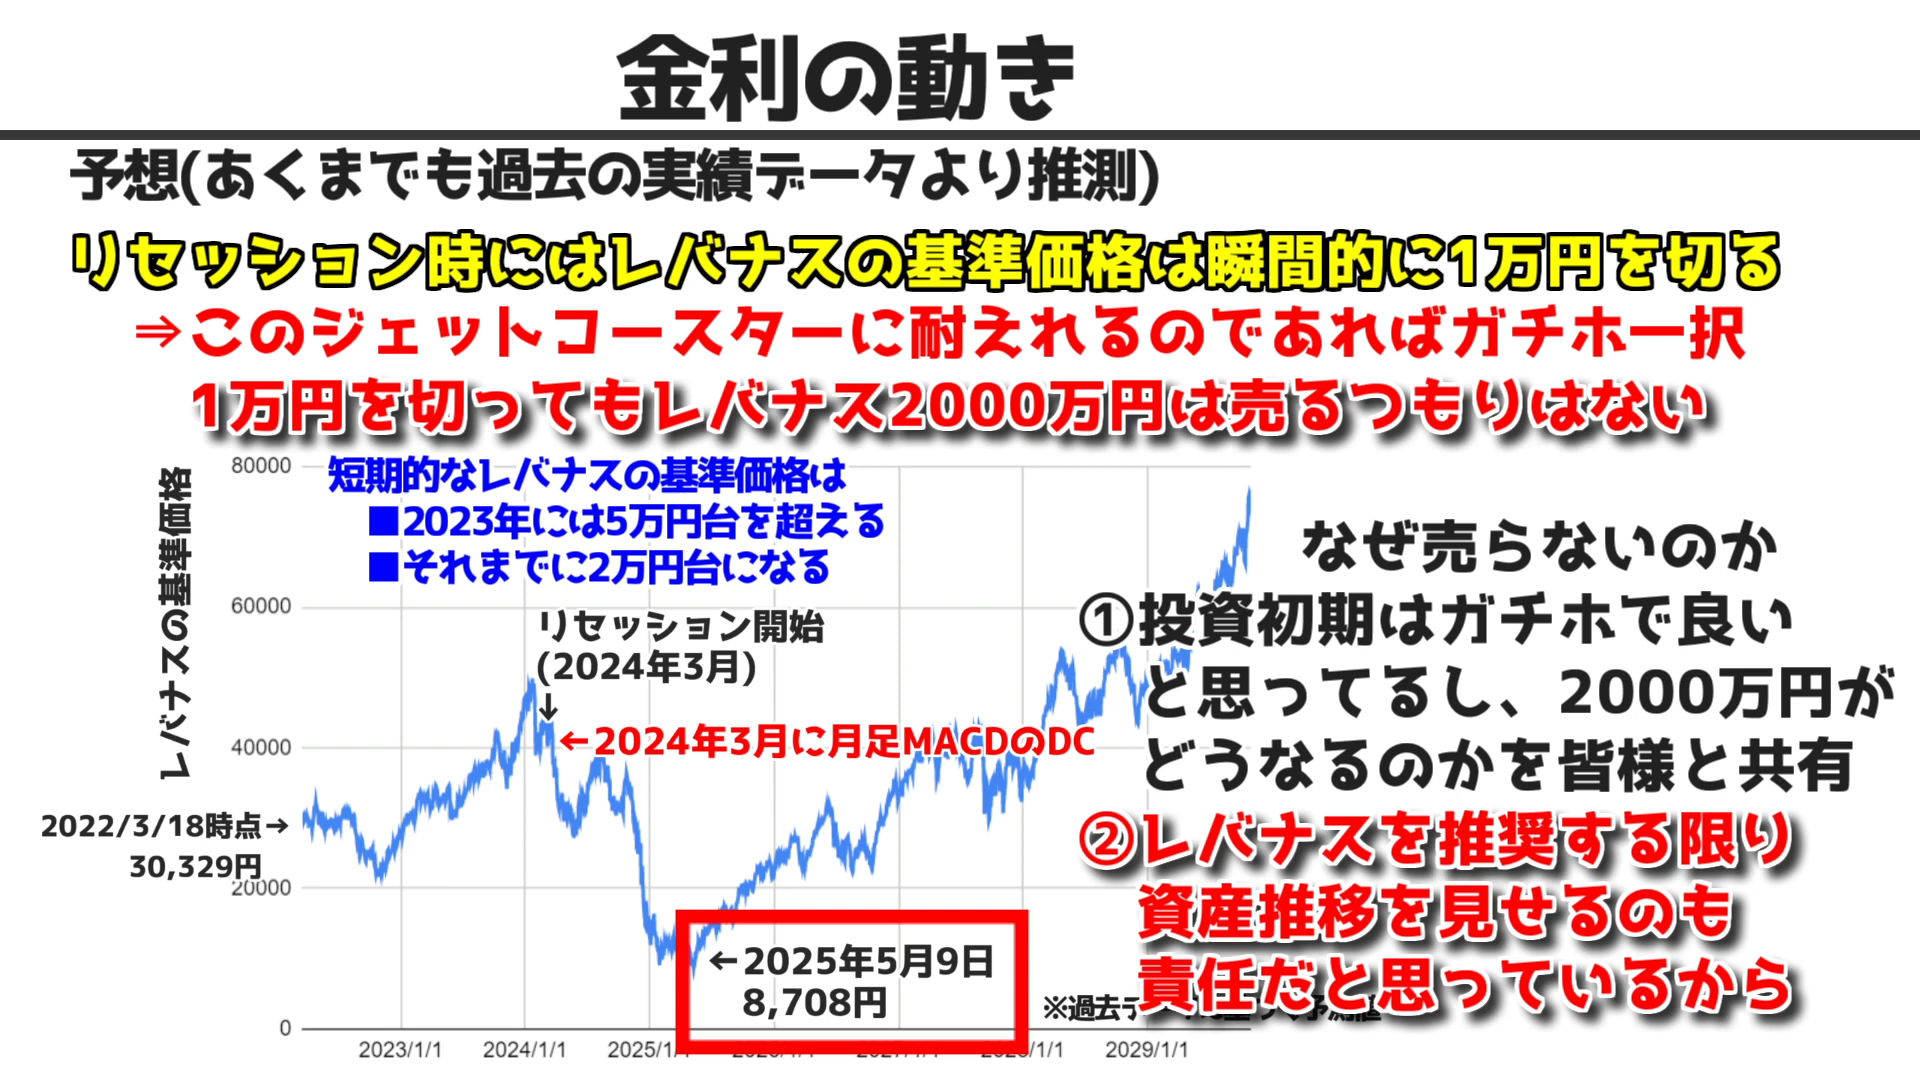 金利の動き
予想(あくまでも過去の実績データより推測)
リセッション時にはレバナスの基準価格は瞬間的に1万円を切る
⇒このジェットコースターに耐えれるのであればガチホ一択
1万円を切ってもレバナス2000万円は売るつもりはない
レバナスの基準価格
80000
60000
40000
20000
0
短期的なレバナスの基準価格は
■2023年には5万円台を超える
■それまでに2万円台になる
リセッション開始
(2024年3月)
↓
←2024年3月に月足MACDのDC
2022/3/18時点→
30,329円
←2025年5月9日
8,708円
なぜ売らないのか
①投資初期はガチホで良い
と思ってるし、2000万円が
どうなるのかを皆様と共有
②レバナスを推奨する限り
資産推移を見せるのも
責任だと思っているから
※過去デ
2023/1/1
2024/1/1
2025/1/1
2029/1/1